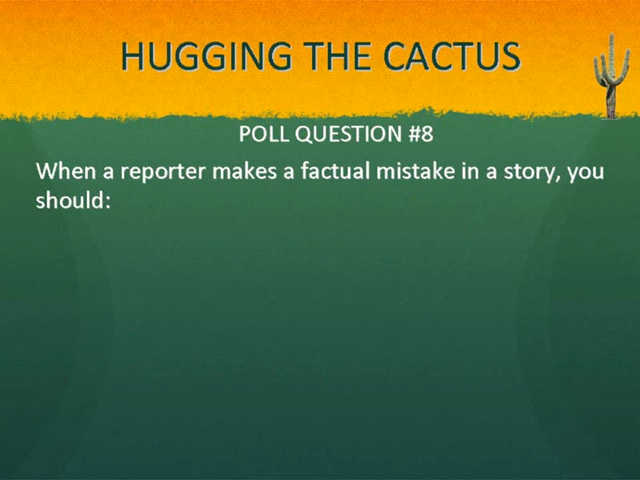 HUGGING THE CACTUS
POLL QUESTION #8
When a reporter makes a factual mistake in a story, you
should: